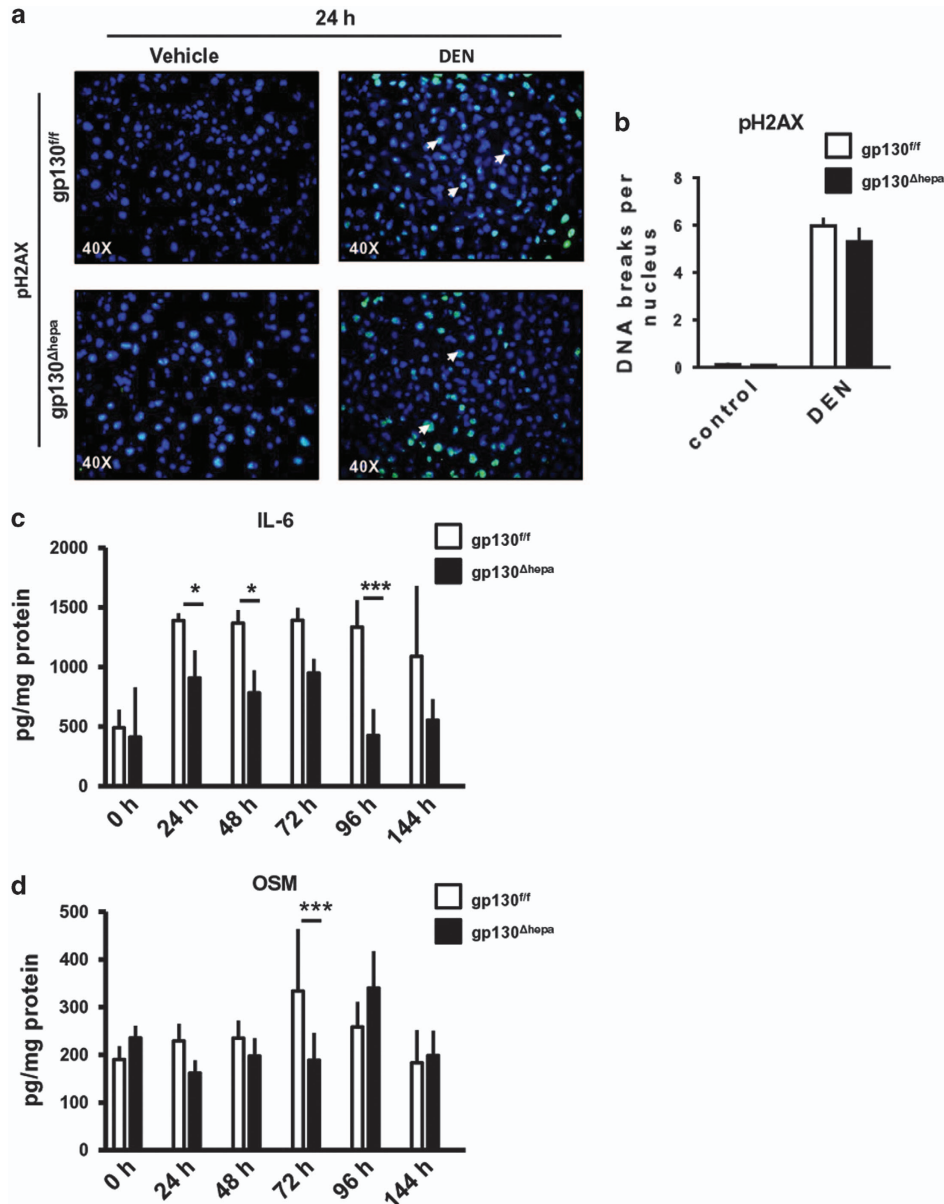 a
24 h
Vehicle
DEN
pH2AX
gp130f/f
40X
40X
gp130Δhepa
40X
40X
b
pH2AX
gp130f/f
gp130Δhepa
DNA breaks per
nucleus
8
6
4
2
0
control
DEN
c
IL-6
gp130f/f
gp130Δhepa
pg/mg protein
2000
1500
1000
500
0
*
*
***
0 h
24 h
48 h
72 h
96 h
144 h
d
OSM
gp130f/f
gp130Δhepa
pg/mg protein
500
400
300
200
100
0
***
0 h
24 h
48 h
72 h
96 h
144 h